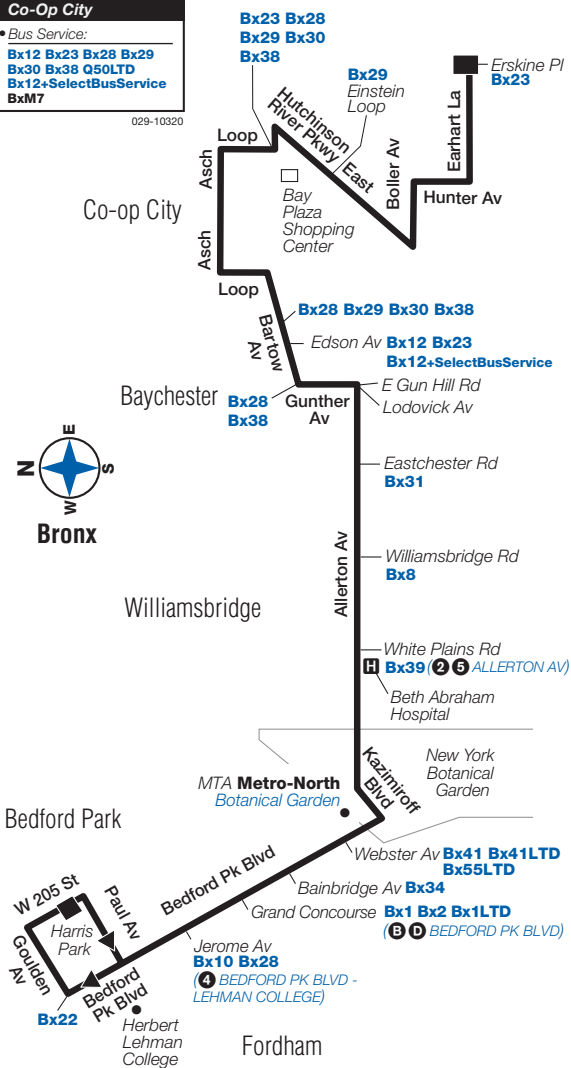 Co-Op City
• Bus Service:
Bx12 Bx23 Bx28 Bx29
Bx30 Bx38 Q50LTD
Bx12+SelectBusService
BxM7
029-10320
Bx23 Bx28
Bx29 Bx30
Bx38
Bx29
Einstein
Loop
Erskine Pl
Bx23
Hutchinson
River Pkwy
East
Boller Av
Earhart La
Hunter Av
Loop
Asch
Bay
Plaza
Shopping
Center
Co-op City
Asch
Loop
Bartow
Av
Bx28 Bx29 Bx30 Bx38
Edson Av Bx12 Bx23
Bx12+SelectBusService
Baychester
Bx28
Bx38
Gunther
Av
E Gun Hill Rd
Lodovick Av
N
E
S
W
Bronx
Eastchester Rd
Bx31
Allerton Av
Williamsbridge Rd
Bx8
Williamsbridge
White Plains Rd
H Bx39 (2 5 ALLERTON AV)
Beth Abraham
Hospital
Kazimiroff
Blvd
New York
Botanical
Garden
MTA Metro-North
Botanical Garden
Bedford Park
Webster Av Bx41 Bx41LTD
Bx55LTD
Bainbridge Av Bx34
Bedford Pk Blvd
Grand Concourse Bx1 Bx2 Bx1LTD
(B D BEDFORD PK BLVD)
W 205 St
Paul Av
Harris
Park
Goulden
Av
Jerome Av
Bx10 Bx28
(4 BEDFORD PK BLVD -
LEHMAN COLLEGE)
Bedford
Pk Blvd
Bx22
Herbert
Lehman
College
Fordham